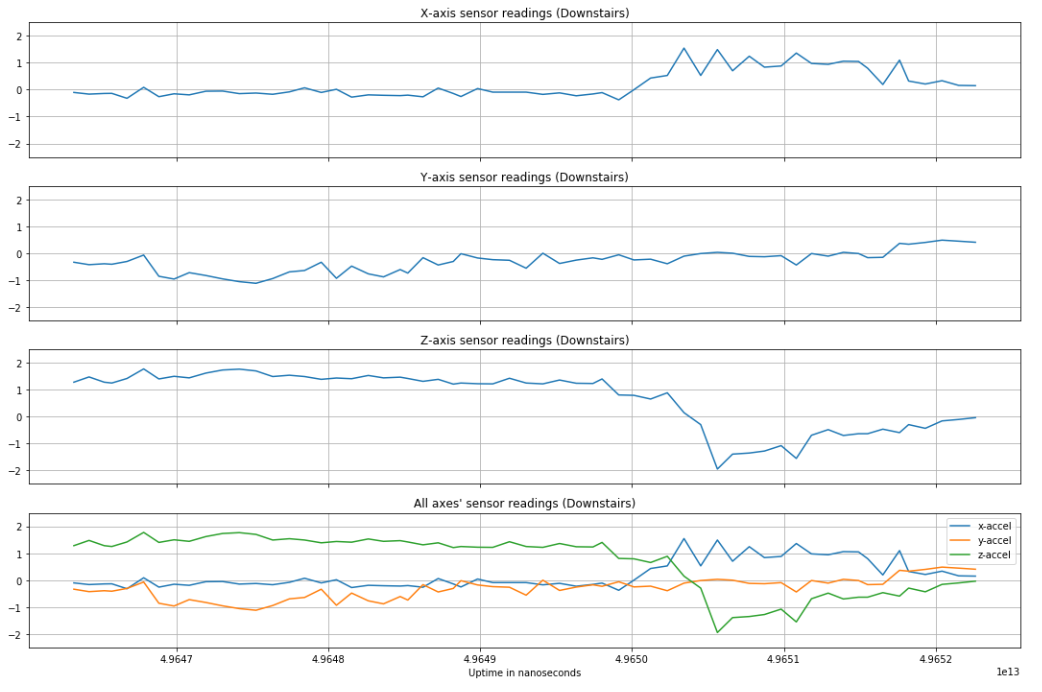 X-axis sensor readings (Downstairs)
2
1
0
−1
−2
Y-axis sensor readings (Downstairs)
2
1
0
−1
−2
Z-axis sensor readings (Downstairs)
2
1
0
−1
−2
All axes' sensor readings (Downstairs)
2
1
0
−1
−2
x-accel
y-accel
z-accel
4.9647 4.9648 4.9649 4.9650 4.9651 4.9652
Uptime in nanoseconds
1e13